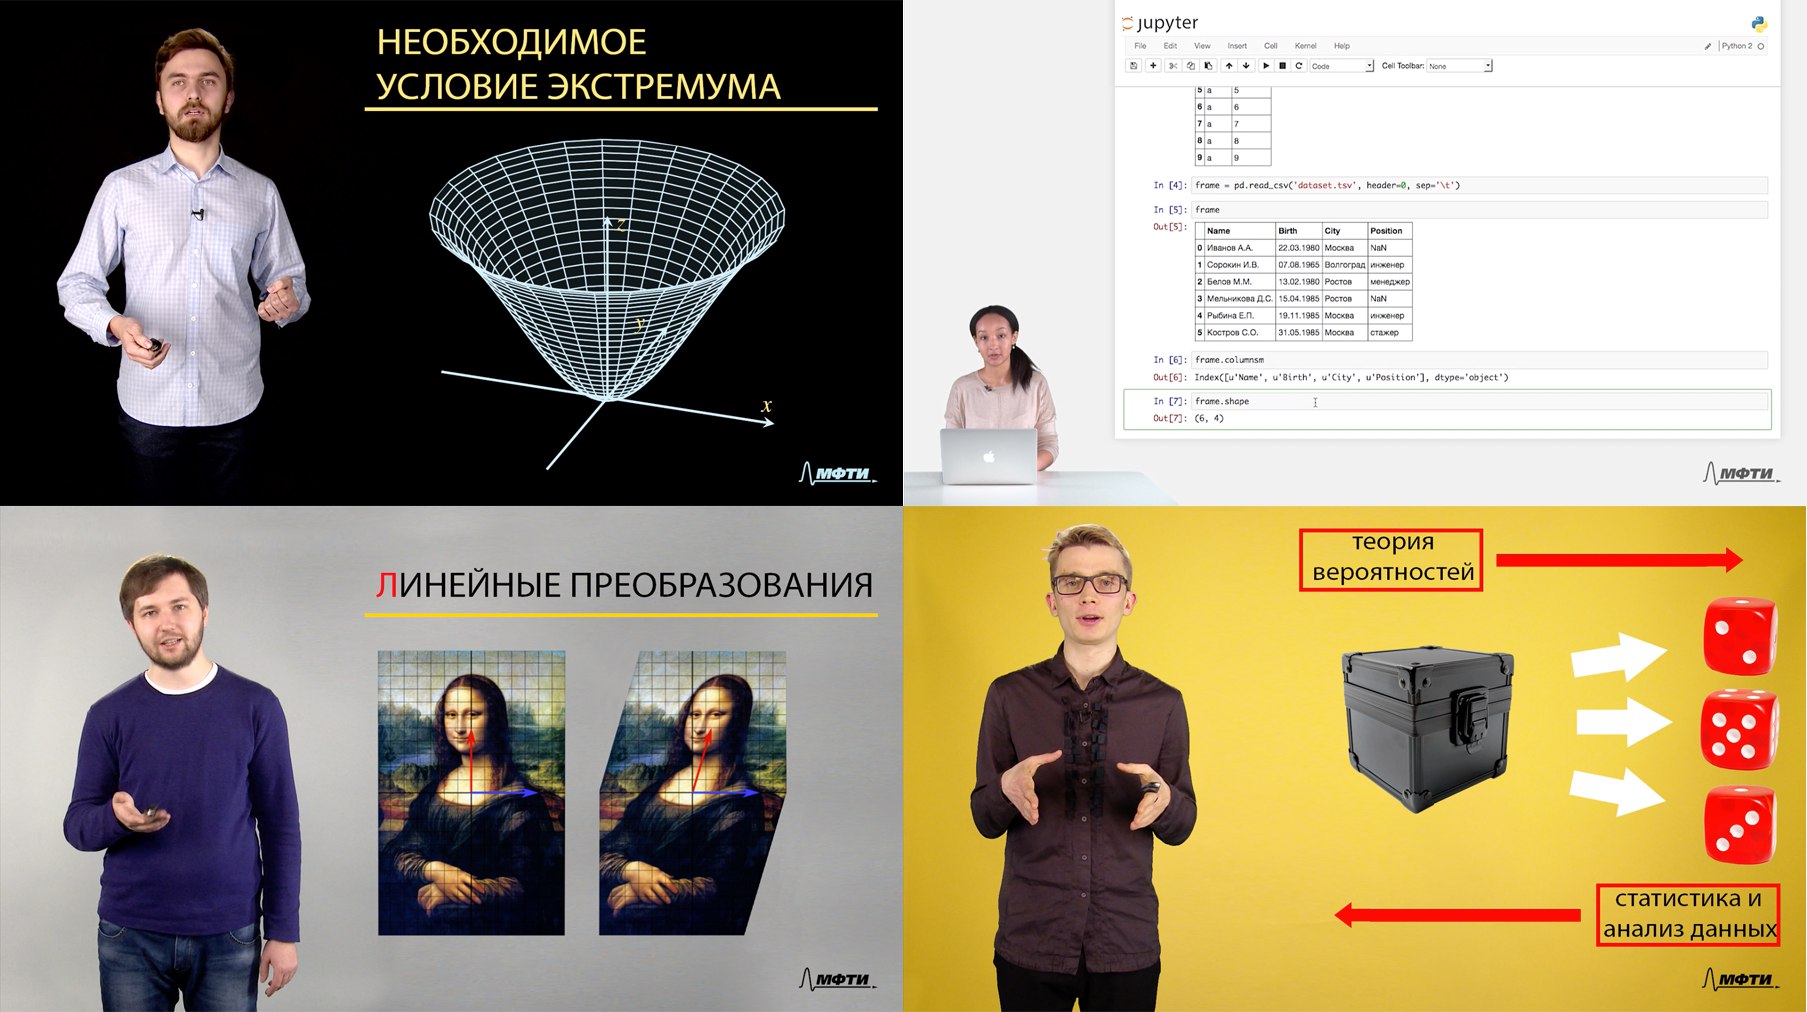 НЕОБХОДИМОЕ
УСЛОВИЕ ЭКСТРЕМУМА
z
y
x
МФТИ
jupyter
File Edit View Insert Cell Kernel Help
Python 2
Code
Cell Toolbar: None
5 a 5
6 a 6
7 a 7
8 a 8
9 a 9
In [4]: frame = pd.read_csv('dataset.tsv', header=0, sep='\t')
In [5]: frame
Out[5]:
Name Birth City Position
0 Иванов А.А. 22.03.1980 Москва NaN
1 Сорокин И.В. 07.08.1965 Волгоград инженер
2 Белов М.М. 13.02.1980 Ростов менеджер
3 Мельникова Д.С. 15.04.1985 Ростов NaN
4 Рыбина Е.П. 19.11.1985 Москва инженер
5 Костров С.О. 31.05.1985 Москва стажер
In [6]: frame.columnsm
Out[6]: Index([u'Name', u'Birth', u'City', u'Position'], dtype='object')
In [7]: frame.shape
Out[7]: (6, 4)
МФТИ
ЛИНЕЙНЫЕ ПРЕОБРАЗОВАНИЯ
МФТИ
теория
вероятностей
статистика и
анализ данных
МФТИ